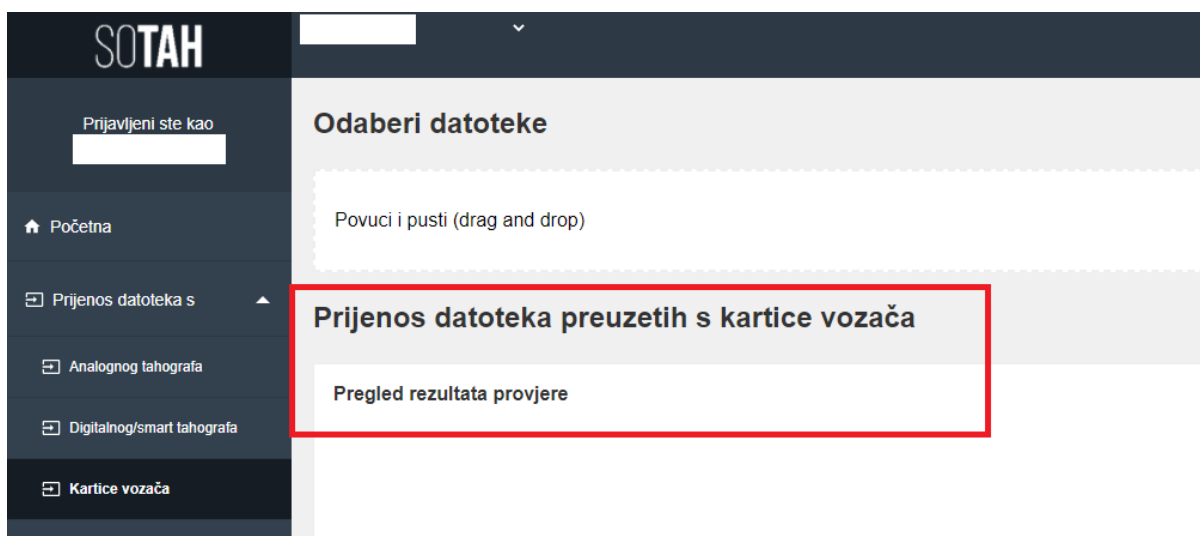 SOTAH
Prijavljeni ste kao
Početna
Prijenos datoteka s
Analognog tahografa
Digitalnog/smart tahografa
Kartice vozača
Odaberi datoteke
Povuci i pusti (drag and drop)
Prijenos datoteka preuzetih s kartice vozača
Pregled rezultata provjere